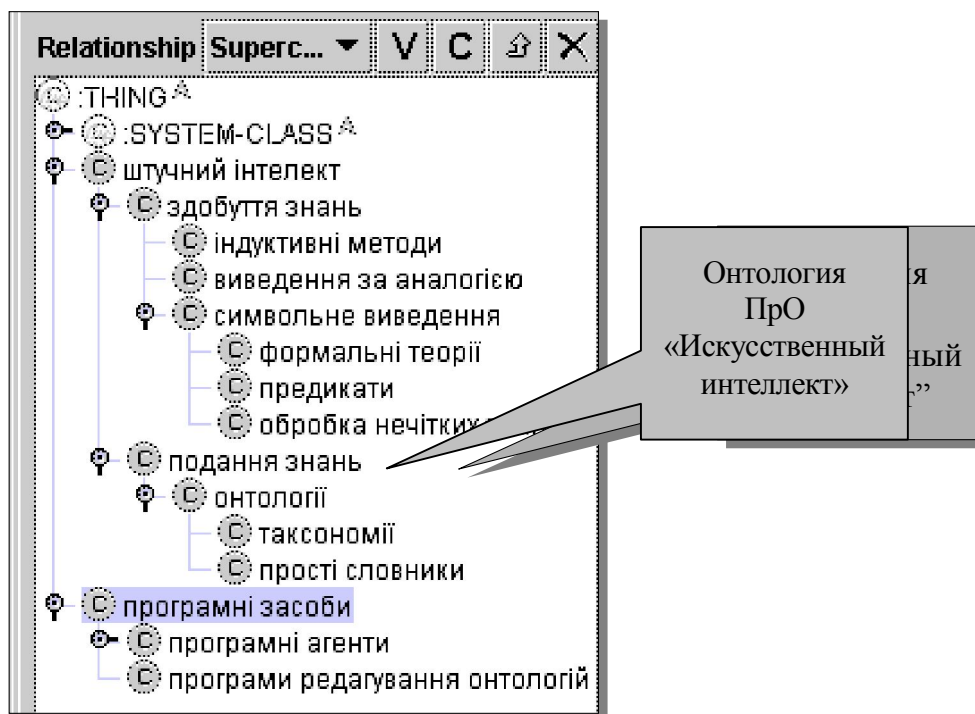 Relationship Superc... V C
:THING A
:SYSTEM-CLASS A
C штучний інтелект
C здобуття знань
C індуктивні методи
C виведення за аналогією
C символьне виведення
C формальні теорії
C предикати
C обробка нечітких
C подання знань
C онтології
C таксономії
C прості словники
C програмні засоби
C програмні агенти
C програми редагування онтологій
Онтология
ПрО
«Искусственный
интеллект»